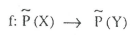 f: P̃(X) → P̃(Y)